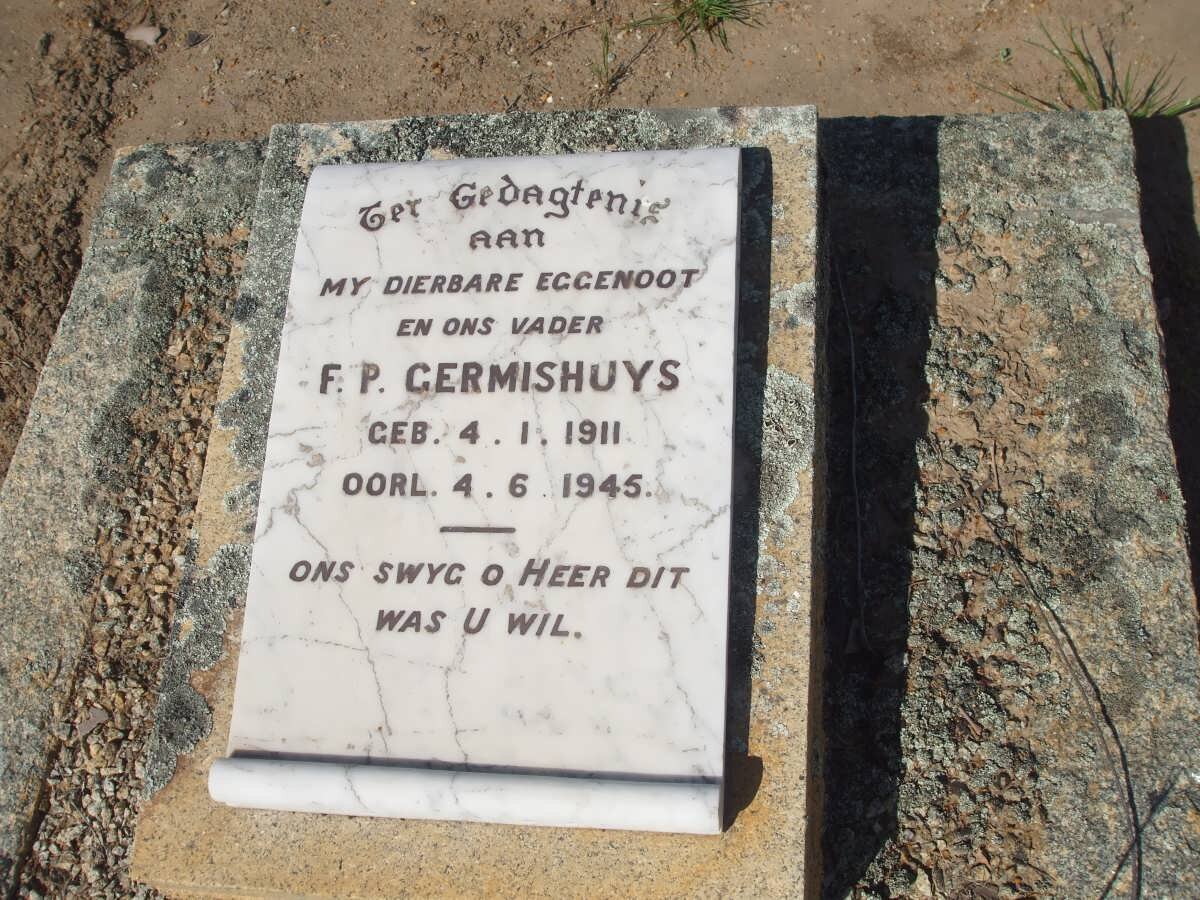 Ter Gedagtenis
aan
MY DIERBARE EGGENOOT
EN ONS VADER
F. P. GERMISHUYS
GEB. 4 . 1. 1911
OORL. 4 . 6 . 1945.
ONS SWYG O HEER DIT
WAS U WIL.